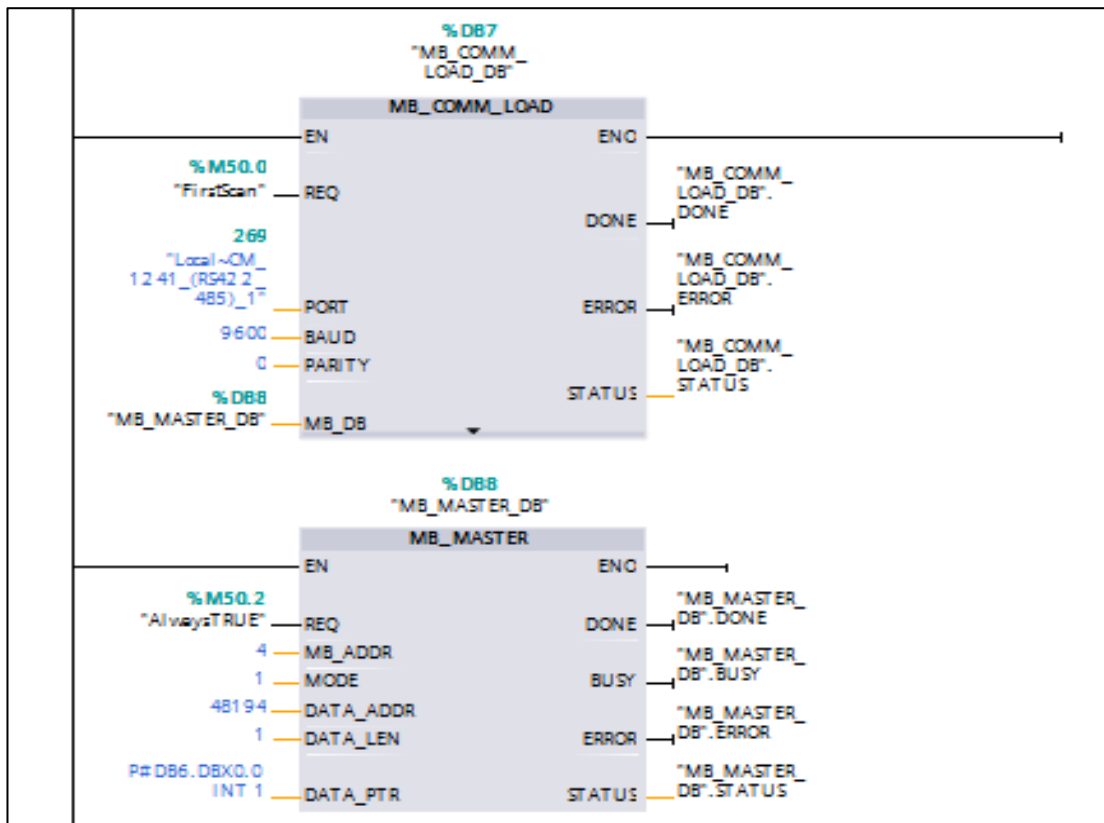 %DB7
"MB_COMM_
LOAD_DB"
MB_COMM_LOAD
EN
ENO
%M50.0
"FirstScan"
REQ
"MB_COMM_
LOAD_DB".
DONE
DONE
269
"Local~CM_
1241_(RS422_
485)_1"
PORT
"MB_COMM_
LOAD_DB".
ERROR
ERROR
9600
BAUD
0
PARITY
"MB_COMM_
LOAD_DB".
STATUS
STATUS
%DB8
"MB_MASTER_DB"
MB_DB
%DB8
"MB_MASTER_DB"
MB_MASTER
EN
ENO
%M50.2
"AlwaysTRUE"
REQ
DONE
"MB_MASTER_
DB".DONE
4
MB_ADDR
1
MODE
BUSY
"MB_MASTER_
DB".BUSY
48194
DATA_ADDR
1
DATA_LEN
ERROR
"MB_MASTER_
DB".ERROR
P#DB6.DBX0.0
INT 1
DATA_PTR
STATUS
"MB_MASTER_
DB".STATUS